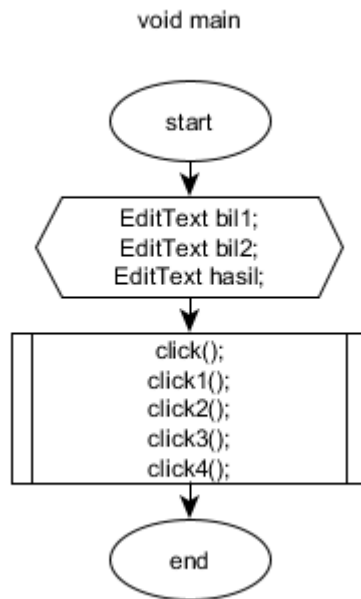 void main
start
EditText bil1;
EditText bil2;
EditText hasil;
click();
click1();
click2();
click3();
click4();
end